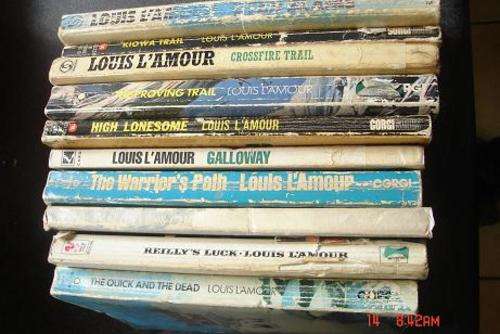 LOUIS L'AMOUR
KIOWA TRAIL LOUIS L'AMOUR CORGI
LOUIS L'AMOUR CROSSFIRE TRAIL
ROVING TRAIL LOUIS L'AMOUR
HIGH LONESOME LOUIS L'AMOUR CORGI
LOUIS L'AMOUR GALLOWAY
The Warrior's Path Louis L'Amour CORGI
REILLY'S LUCK · LOUIS L'AMOUR
THE QUICK AND THE DEAD LOUIS L'AMOUR
14 8:42AM